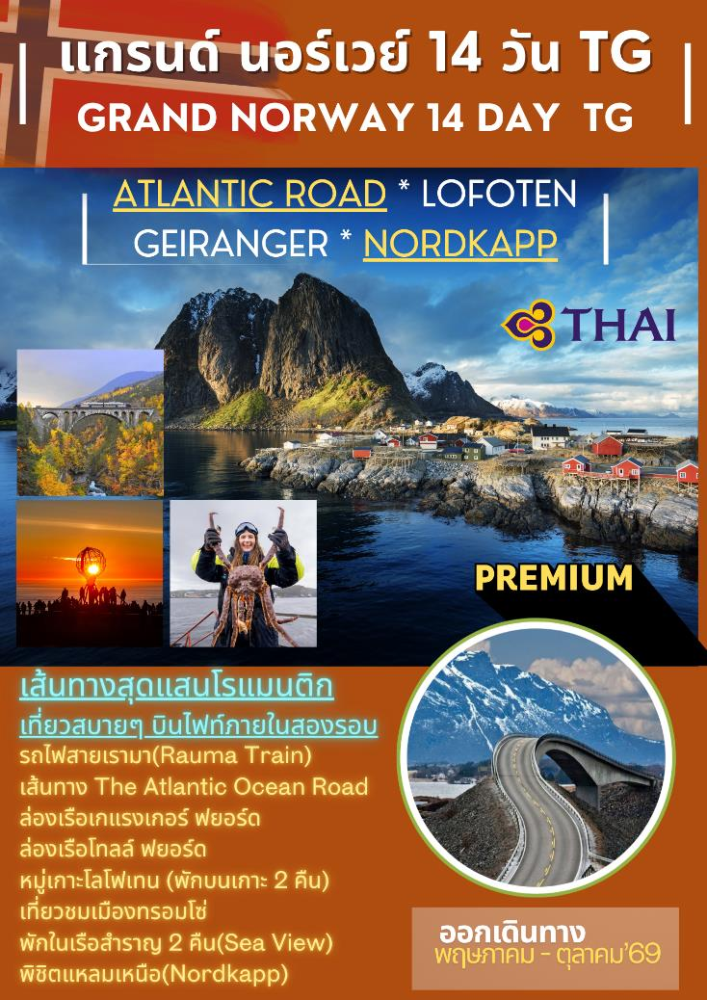 แกรนด์ นอร์เวย์ 14 วัน TG
GRAND NORWAY 14 DAY TG
ATLANTIC ROAD * LOFOTEN
GEIRANGER * NORDKAPP
THAI
PREMIUM
เส้นทางสุดแสนโรแมนติก
เที่ยวสบายๆ บินไฟท์ภายในสองรอบ
รถไฟสายเรามา(Rauma Train)
เส้นทาง The Atlantic Ocean Road
ล่องเรือเกแรงเกอร์ ฟยอร์ด
ล่องเรือโทลล์ ฟยอร์ด
หมู่เกาะโลโฟเทน (พักบนเกาะ 2 คืน)
เที่ยวชมเมืองทรอมโซ่
พักในเรือสำราญ 2 คืน(Sea View)
พิชิตแหลมเหนือ(Nordkapp)
ออกเดินทาง
พฤษภาคม - ตุลาคม’69